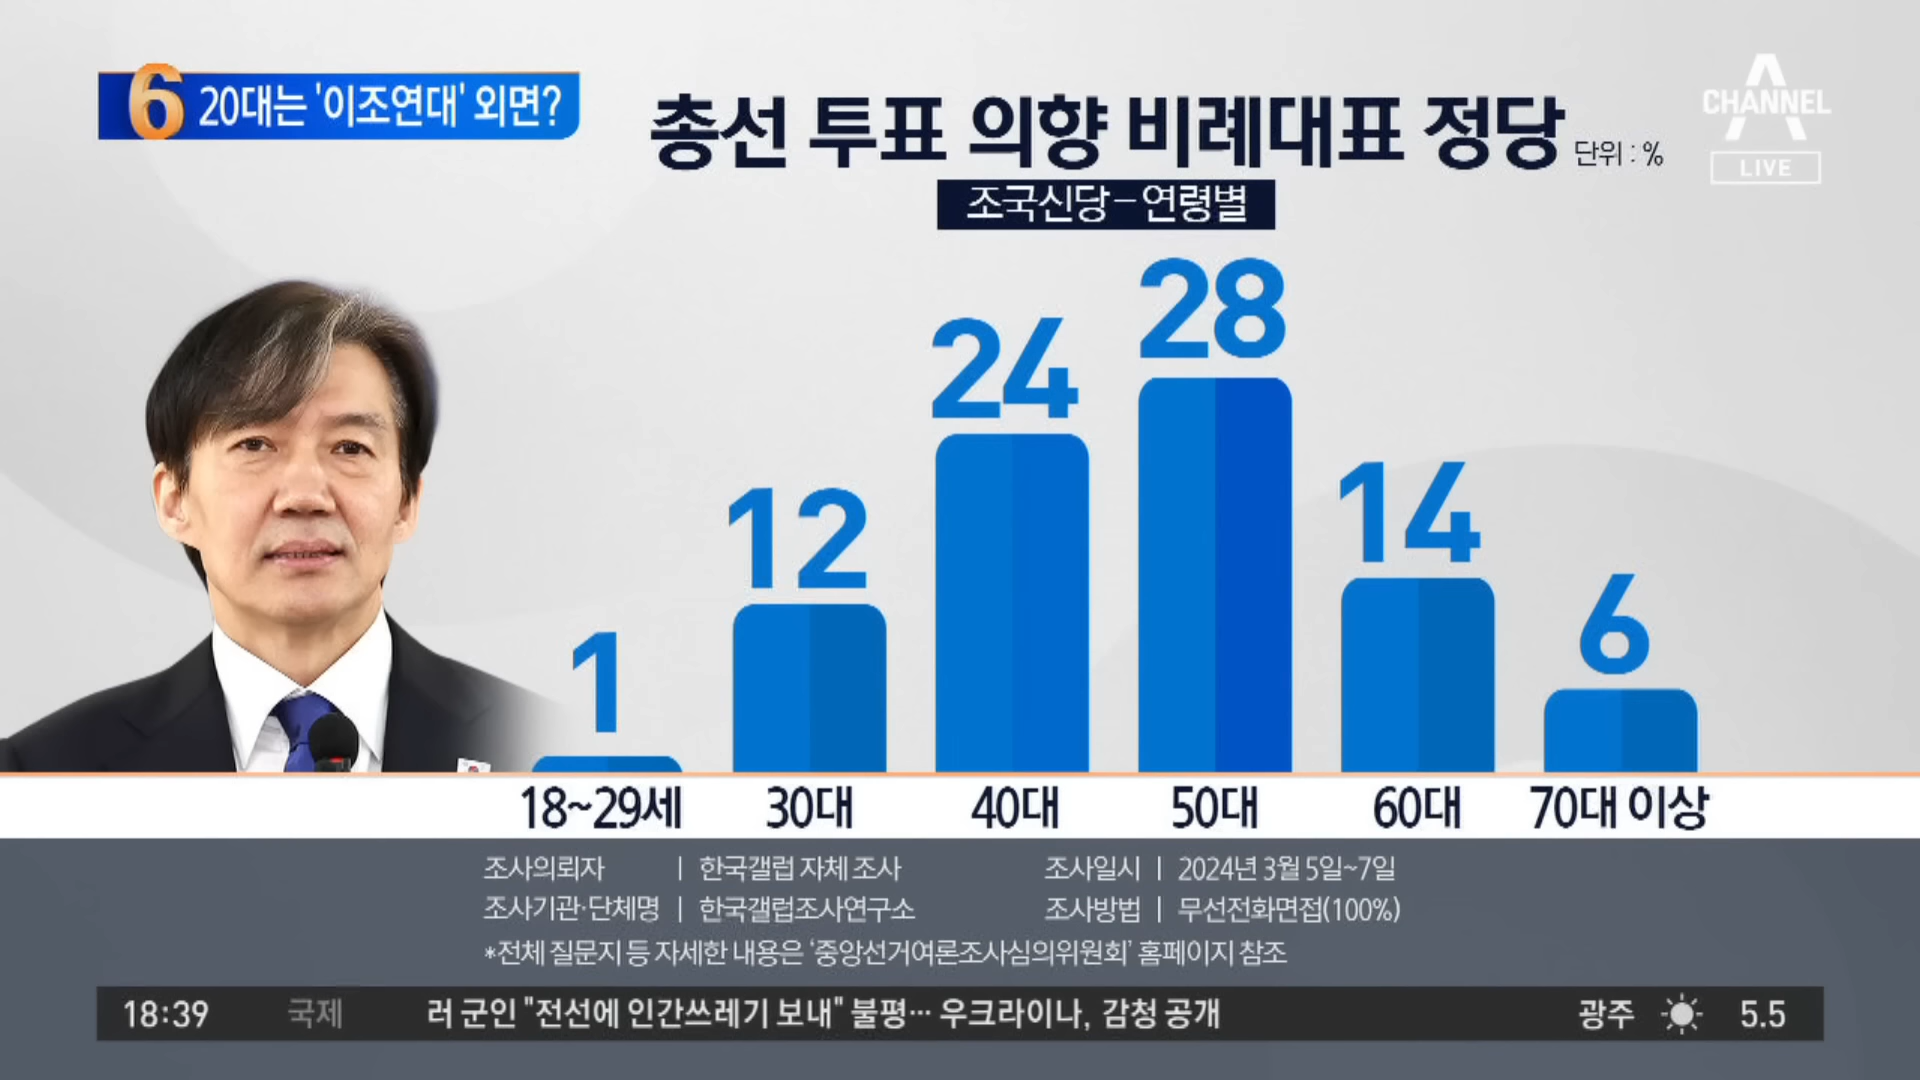 6 20대는 '이조연대' 외면?
총선 투표 의향 비례대표 정당 단위 : %
조국신당-연령별
CHANNEL A
LIVE
1 12 24 28 14 6
18~29세 30대 40대 50대 60대 70대 이상
조사의뢰자 | 한국갤럽 자체 조사 조사일시 | 2024년 3월 5일~7일
조사기관·단체명 | 한국갤럽조사연구소 조사방법 | 무선전화면접(100%)
*전체 질문지 등 자세한 내용은 '중앙선거여론조사심의위원회' 홈페이지 참조
18:39 국제 러 군인 "전선에 인간쓰레기 보내" 불평… 우크라이나, 감청 공개 광주 5.5